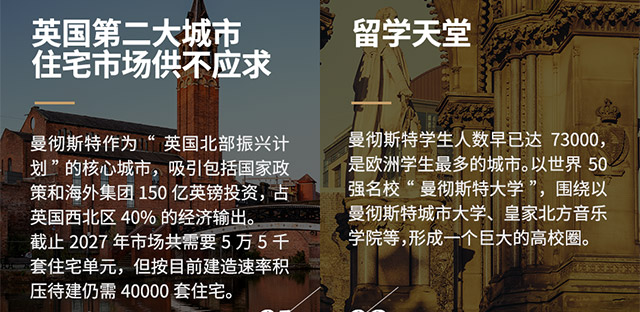 英国第二大城市
住宅市场供不应求
曼彻斯特作为“英国北部振兴计
划”的核心城市，吸引包括国家政
策和海外集团 150 亿英镑投资，占
英国西北区 40% 的经济输出。
截止 2027 年市场共需要 5 万 5 千
套住宅单元，但按目前建造速率积
压待建仍需 40000 套住宅。
留学天堂
曼彻斯特学生人数早已达 73000，
是欧洲学生最多的城市。以世界 50
强名校“曼彻斯特大学”，围绕以
曼彻斯特城市大学、皇家北方音乐
学院等，形成一个巨大的高校圈。